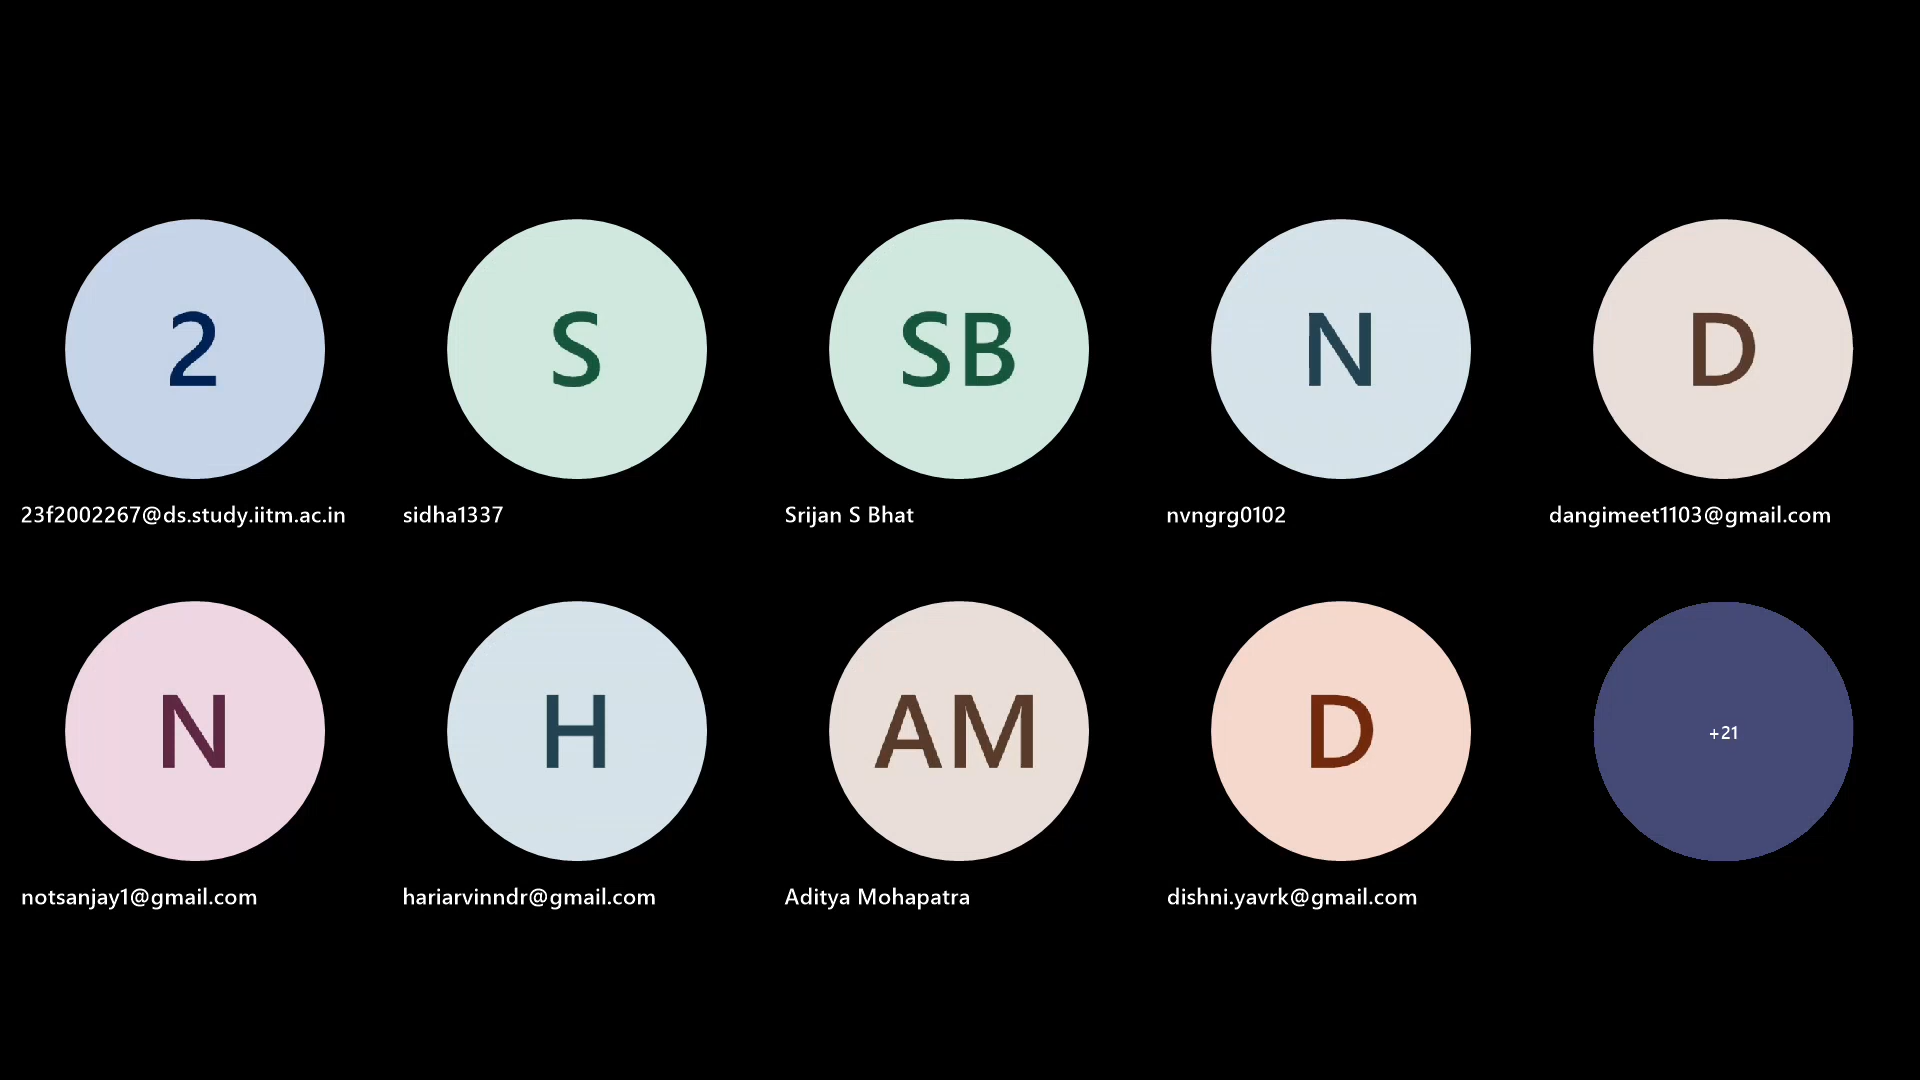 2
S
SB
N
D
23f2002267@ds.study.iitm.ac.in
sidha1337
Srijan S Bhat
nvngrg0102
dangimeet1103@gmail.com
N
H
AM
D
+21
notsanjay1@gmail.com
hariarvinndr@gmail.com
Aditya Mohapatra
dishni.yavrk@gmail.com